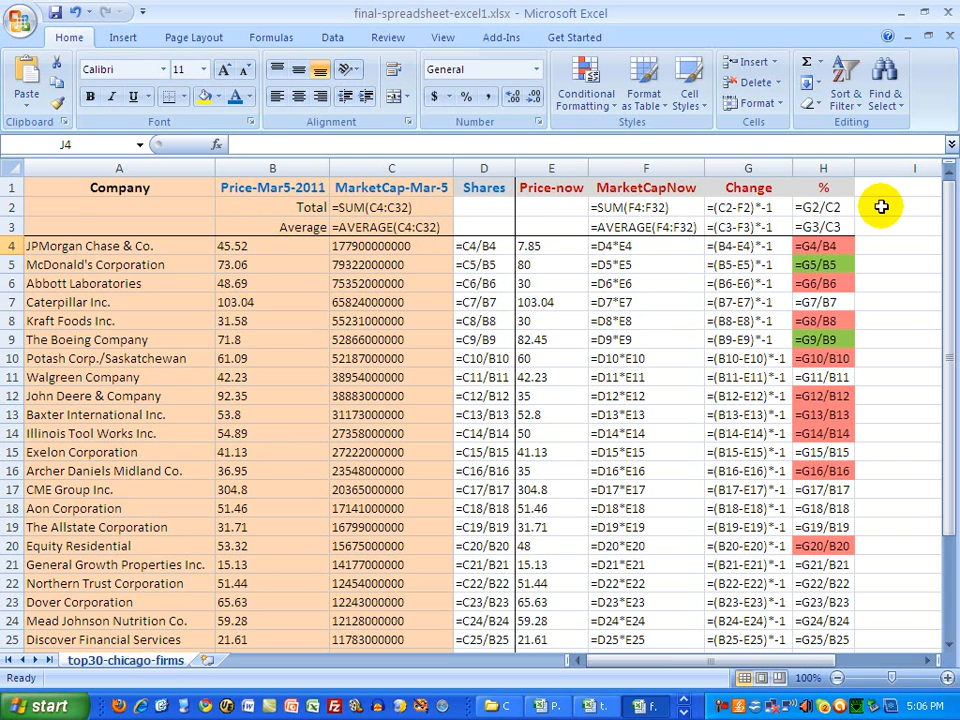 final-spreadsheet-excel1.xlsx - Microsoft Excel
Home Insert Page Layout Formulas Data Review View Add-Ins Get Started
Paste Calibri 11 A A General Conditional Formatting Format as Table Cell Styles Insert Delete Format Σ Sort & Filter Find & Select
B I U A $ % ,
Clipboard Font Alignment Number Styles Cells Editing
J4 fx
A B C D E F G H I
1 Company Price-Mar5-2011 MarketCap-Mar-5 Shares Price-now MarketCapNow Change %
2 Total =SUM(C4:C32) =SUM(F4:F32) =(C2-F2)*-1 =G2/C2
3 Average =AVERAGE(C4:C32) =AVERAGE(F4:F32) =(C3-F3)*-1 =G3/C3
4 JPMorgan Chase & Co. 45.52 177900000000 =C4/B4 7.85 =D4*E4 =(B4-E4)*-1 =G4/B4
5 McDonald's Corporation 73.06 79322000000 =C5/B5 80 =D5*E5 =(B5-E5)*-1 =G5/B5
6 Abbott Laboratories 48.69 75352000000 =C6/B6 30 =D6*E6 =(B6-E6)*-1 =G6/B6
7 Caterpillar Inc. 103.04 65824000000 =C7/B7 103.04 =D7*E7 =(B7-E7)*-1 =G7/B7
8 Kraft Foods Inc. 31.58 55231000000 =C8/B8 30 =D8*E8 =(B8-E8)*-1 =G8/B8
9 The Boeing Company 71.8 52866000000 =C9/B9 82.45 =D9*E9 =(B9-E9)*-1 =G9/B9
10 Potash Corp./Saskatchewan 61.09 52187000000 =C10/B10 60 =D10*E10 =(B10-E10)*-1 =G10/B10
11 Walgreen Company 42.23 38954000000 =C11/B11 42.23 =D11*E11 =(B11-E11)*-1 =G11/B11
12 John Deere & Company 92.35 38883000000 =C12/B12 35 =D12*E12 =(B12-E12)*-1 =G12/B12
13 Baxter International Inc. 53.8 31173000000 =C13/B13 52.8 =D13*E13 =(B13-E13)*-1 =G13/B13
14 Illinois Tool Works Inc. 54.89 27358000000 =C14/B14 50 =D14*E14 =(B14-E14)*-1 =G14/B14
15 Exelon Corporation 41.13 27222000000 =C15/B15 41.13 =D15*E15 =(B15-E15)*-1 =G15/B15
16 Archer Daniels Midland Co. 36.95 23548000000 =C16/B16 35 =D16*E16 =(B16-E16)*-1 =G16/B16
17 CME Group Inc. 304.8 20365000000 =C17/B17 304.8 =D17*E17 =(B17-E17)*-1 =G17/B17
18 Aon Corporation 51.46 17141000000 =C18/B18 51.46 =D18*E18 =(B18-E18)*-1 =G18/B18
19 The Allstate Corporation 31.71 16799000000 =C19/B19 31.71 =D19*E19 =(B19-E19)*-1 =G19/B19
20 Equity Residential 53.32 15675000000 =C20/B20 48 =D20*E20 =(B20-E20)*-1 =G20/B20
21 General Growth Properties Inc. 15.13 14177000000 =C21/B21 15.13 =D21*E21 =(B21-E21)*-1 =G21/B21
22 Northern Trust Corporation 51.44 12454000000 =C22/B22 51.44 =D22*E22 =(B22-E22)*-1 =G22/B22
23 Dover Corporation 65.63 12243000000 =C23/B23 65.63 =D23*E23 =(B23-E23)*-1 =G23/B23
24 Mead Johnson Nutrition Co. 59.28 12128000000 =C24/B24 59.28 =D24*E24 =(B24-E24)*-1 =G24/B24
25 Discover Financial Services 21.61 11783000000 =C25/B25 21.61 =D25*E25 =(B25-E25)*-1 =G25/B25
top30-chicago-firms
Ready 100%
start C P. t. f. 5:06 PM